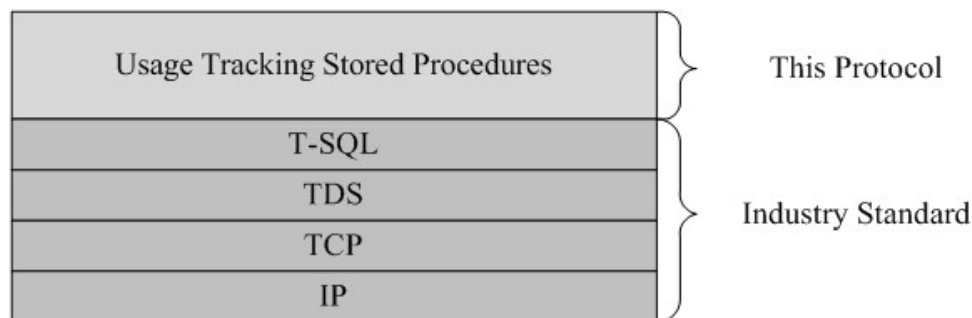 Usage Tracking Stored Procedures
This Protocol
T-SQL
TDS
TCP
IP
Industry Standard